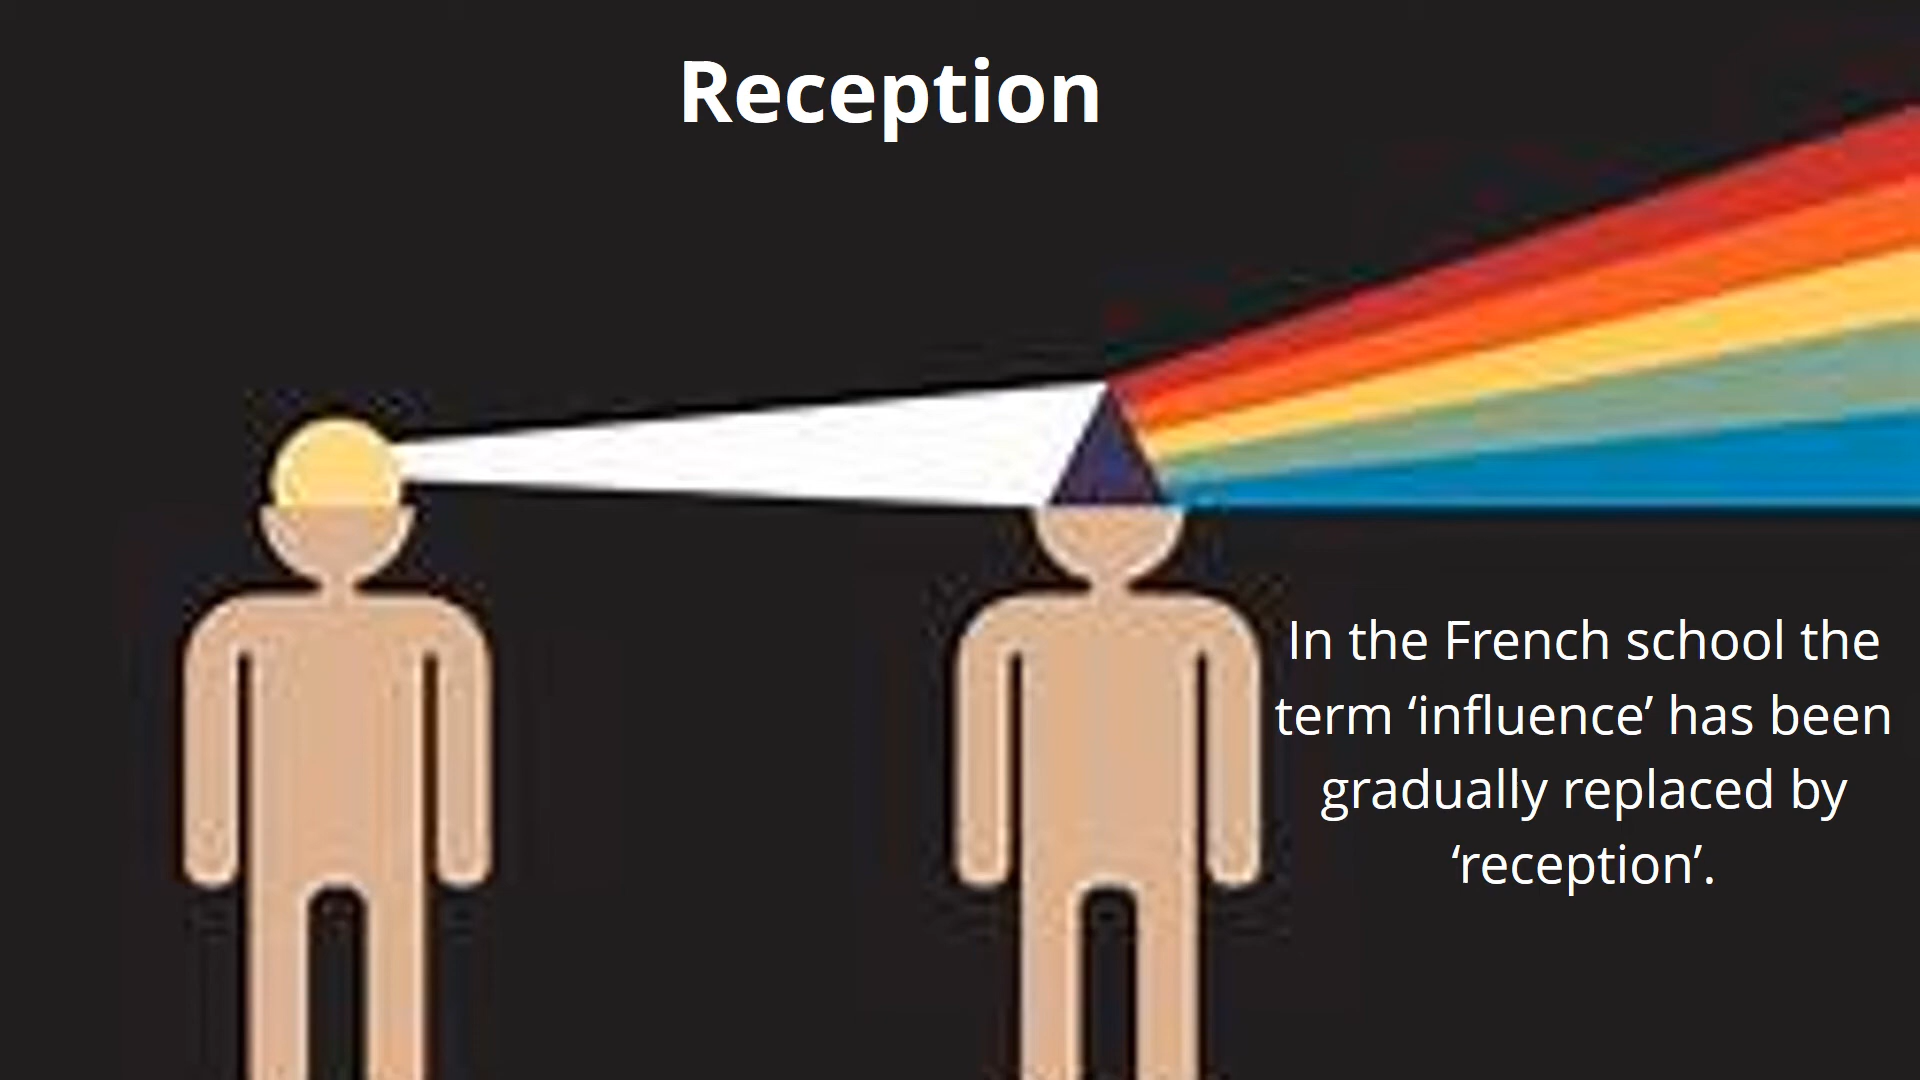 Reception
In the French school the
term ‘influence’ has been
gradually replaced by
‘reception’.